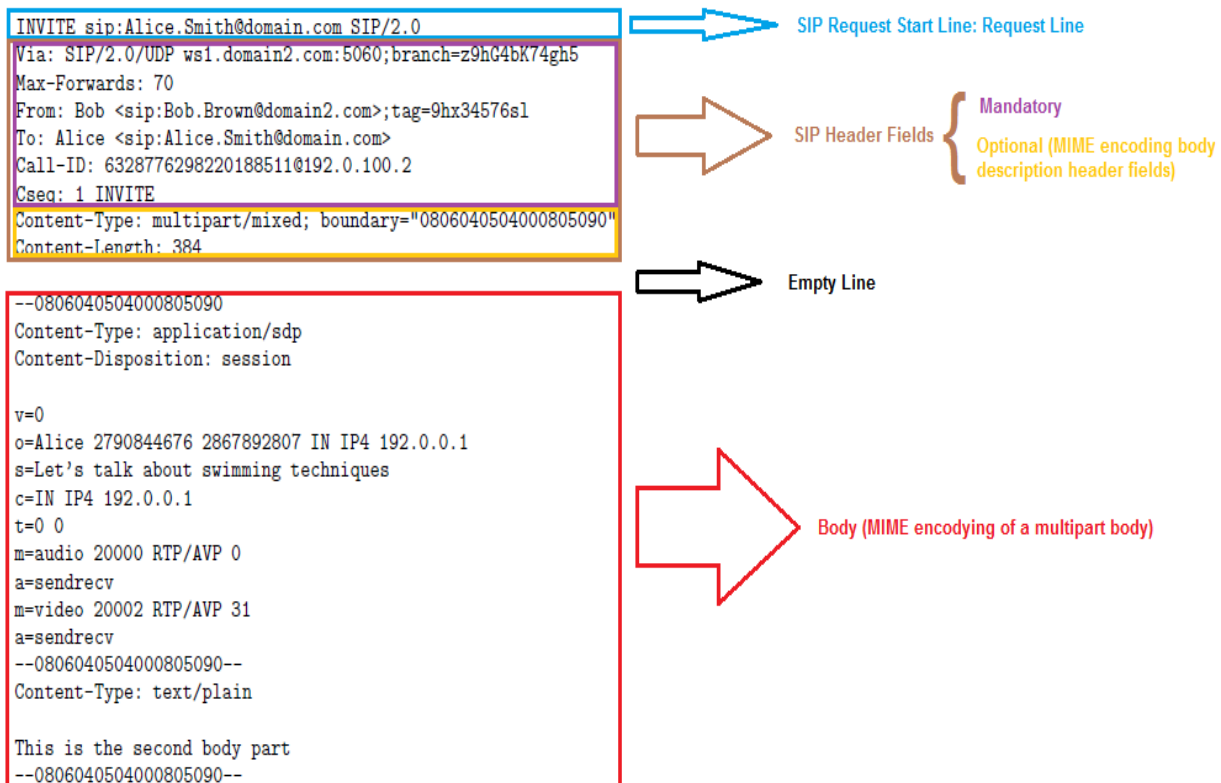 INVITE sip:Alice.Smith@domain.com SIP/2.0
SIP Request Start Line: Request Line
Via: SIP/2.0/UDP ws1.domain2.com:5060;branch=z9hG4bK74gh5
Max-Forwards: 70
From: Bob <sip:Bob.Brown@domain2.com>;tag=9hx34576sl
To: Alice <sip:Alice.Smith@domain.com>
Call-ID: 6328776298220188511@192.0.100.2
Cseq: 1 INVITE
SIP Header Fields
Mandatory
Optional (MIME encoding body
description header fields)
Content-Type: multipart/mixed; boundary="0806040504000805090"
Content-Length: 384
Empty Line
--0806040504000805090
Content-Type: application/sdp
Content-Disposition: session
v=0
o=Alice 2790844676 2867892807 IN IP4 192.0.0.1
s=Let's talk about swimming techniques
c=IN IP4 192.0.0.1
t=0 0
m=audio 20000 RTP/AVP 0
a=sendrecv
m=video 20002 RTP/AVP 31
a=sendrecv
--0806040504000805090--
Content-Type: text/plain
This is the second body part
--0806040504000805090--
Body (MIME encodying of a multipart body)